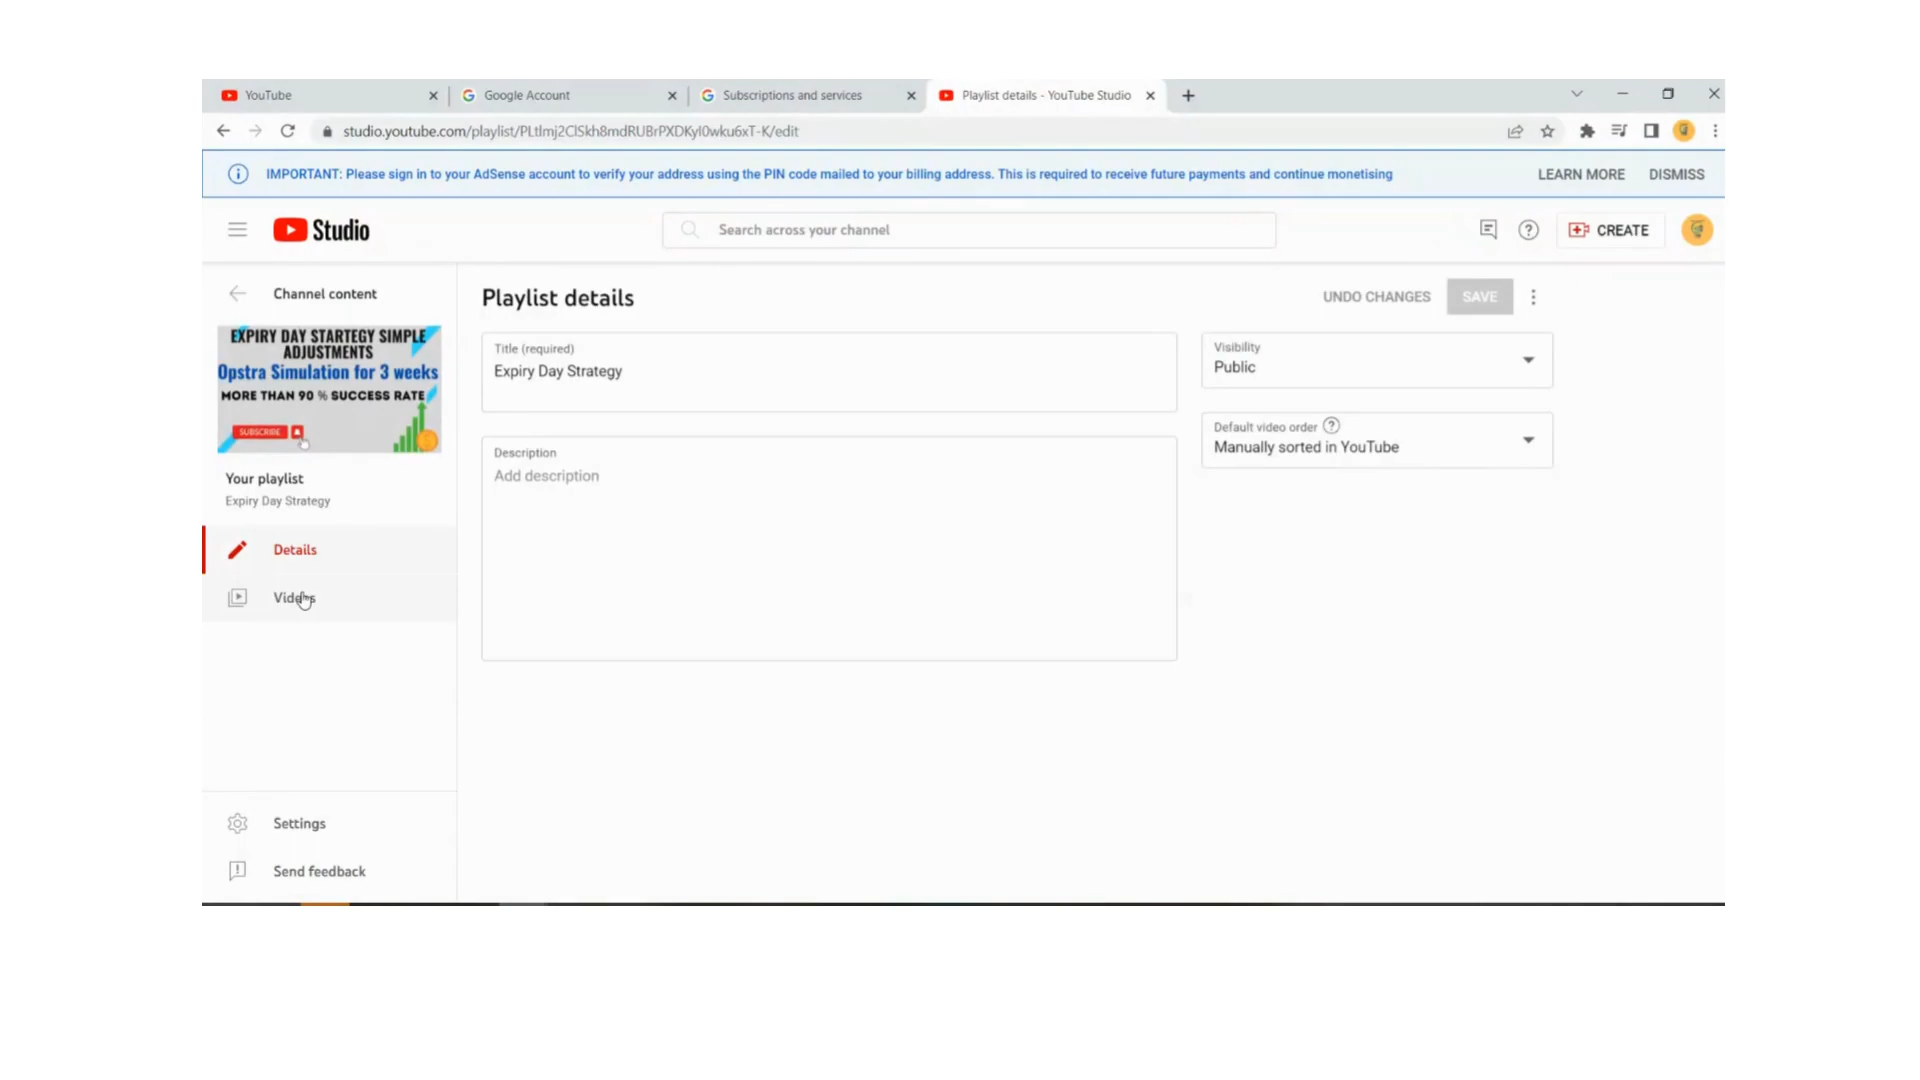 YouTube
Google Account
Subscriptions and services
Playlist details - YouTube Studio
studio.youtube.com/playlist/PLtlmj2ClSkh8mdRUBrPXDKyI0wku6xT-K/edit
IMPORTANT: Please sign in to your AdSense account to verify your address using the PIN code mailed to your billing address. This is required to receive future payments and continue monetising
LEARN MORE
DISMISS
Studio
Search across your channel
CREATE
Channel content
EXPIRY DAY STARTEGY SIMPLE
ADJUSTMENTS
Opstra Simulation for 3 weeks
MORE THAN 90 % SUCCESS RATE
SUBSCRIBE
Your playlist
Expiry Day Strategy
Details
Videos
Settings
Send feedback
Playlist details
UNDO CHANGES
SAVE
Title (required)
Expiry Day Strategy
Description
Add description
Visibility
Public
Default video order
Manually sorted in YouTube